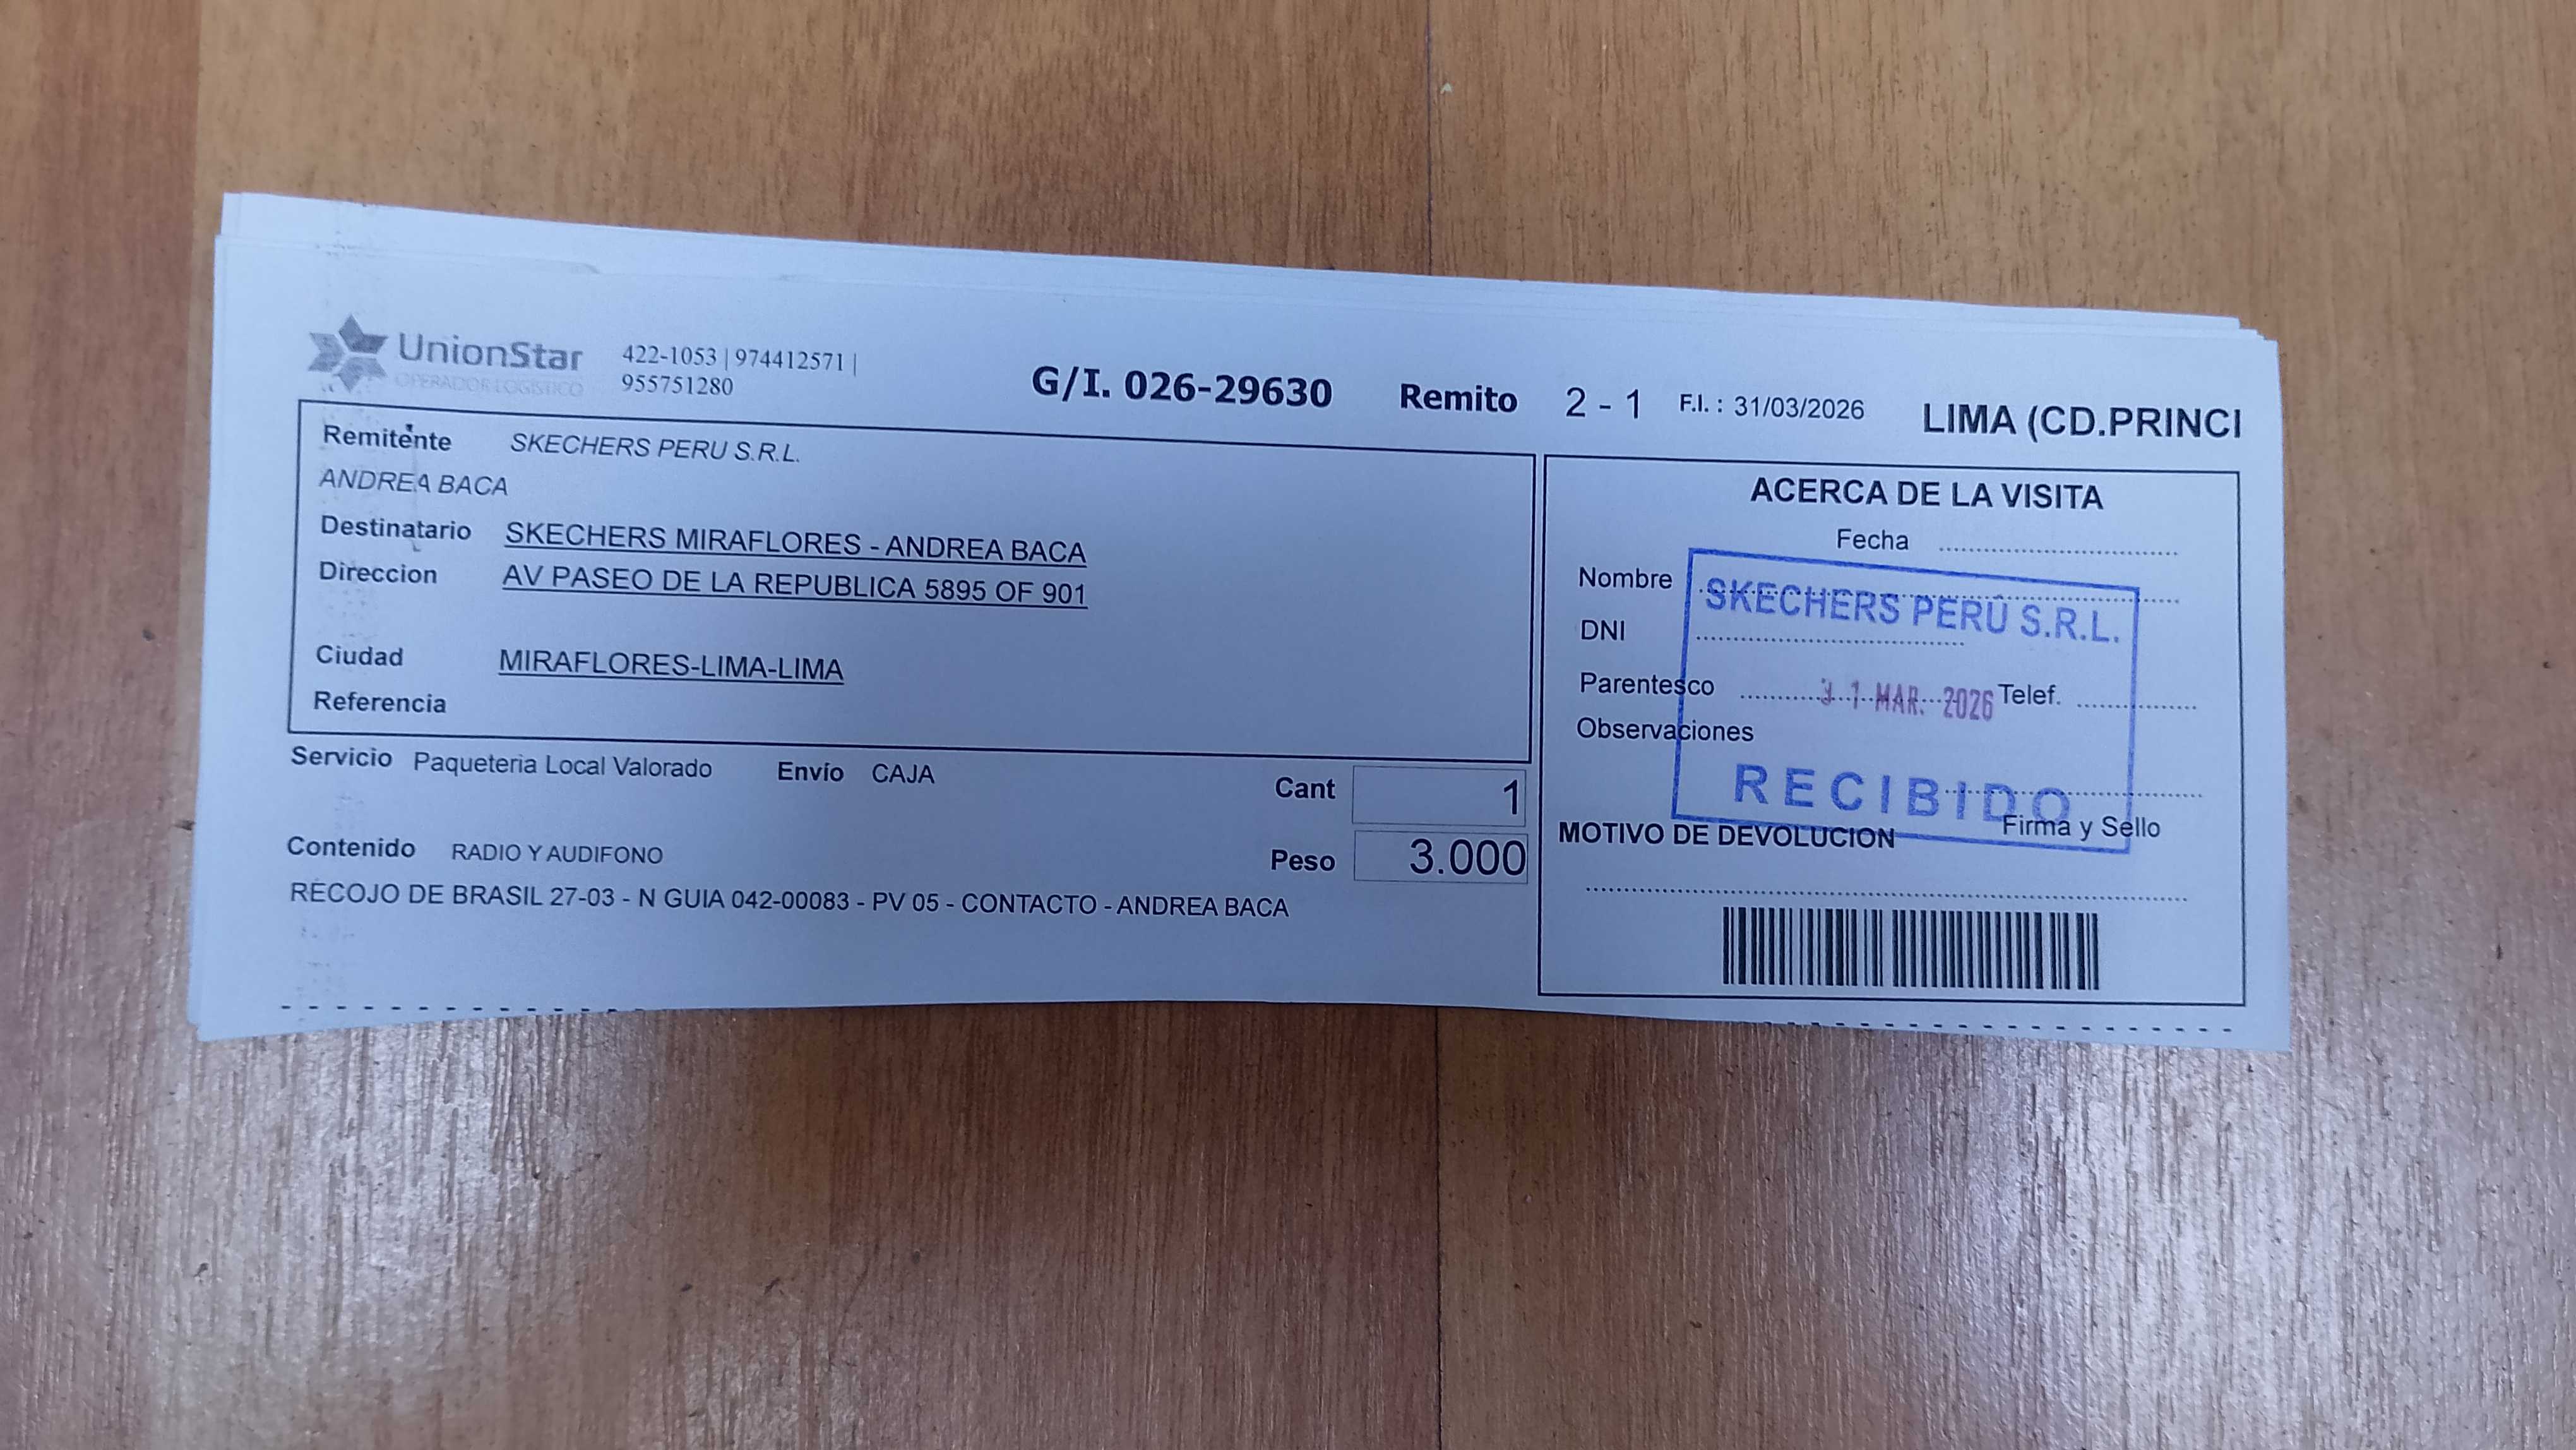 UnionStar
OPERADOR LOGISTICO
422-1053 | 974412571 |
955751280
G/I. 026-29630 Remito 2 - 1 F.I. : 31/03/2026 LIMA (CD.PRINCI
Remitente SKECHERS PERU S.R.L.
ANDREA BACA
Destinatario SKECHERS MIRAFLORES - ANDREA BACA
Direccion AV PASEO DE LA REPUBLICA 5895 OF 901
Ciudad MIRAFLORES-LIMA-LIMA
Referencia
Servicio Paqueteria Local Valorado Envío CAJA
Cant 1
Contenido RADIO Y AUDIFONO
Peso 3.000
RECOJO DE BRASIL 27-03 - N GUIA 042-00083 - PV 05 - CONTACTO - ANDREA BACA
ACERCA DE LA VISITA
Fecha
Nombre
SKECHERS PERÚ S.R.L.
DNI
Parentesco
31 MAR. 2026
Telef.
Observaciones
RECIBIDO
Firma y Sello
MOTIVO DE DEVOLUCION